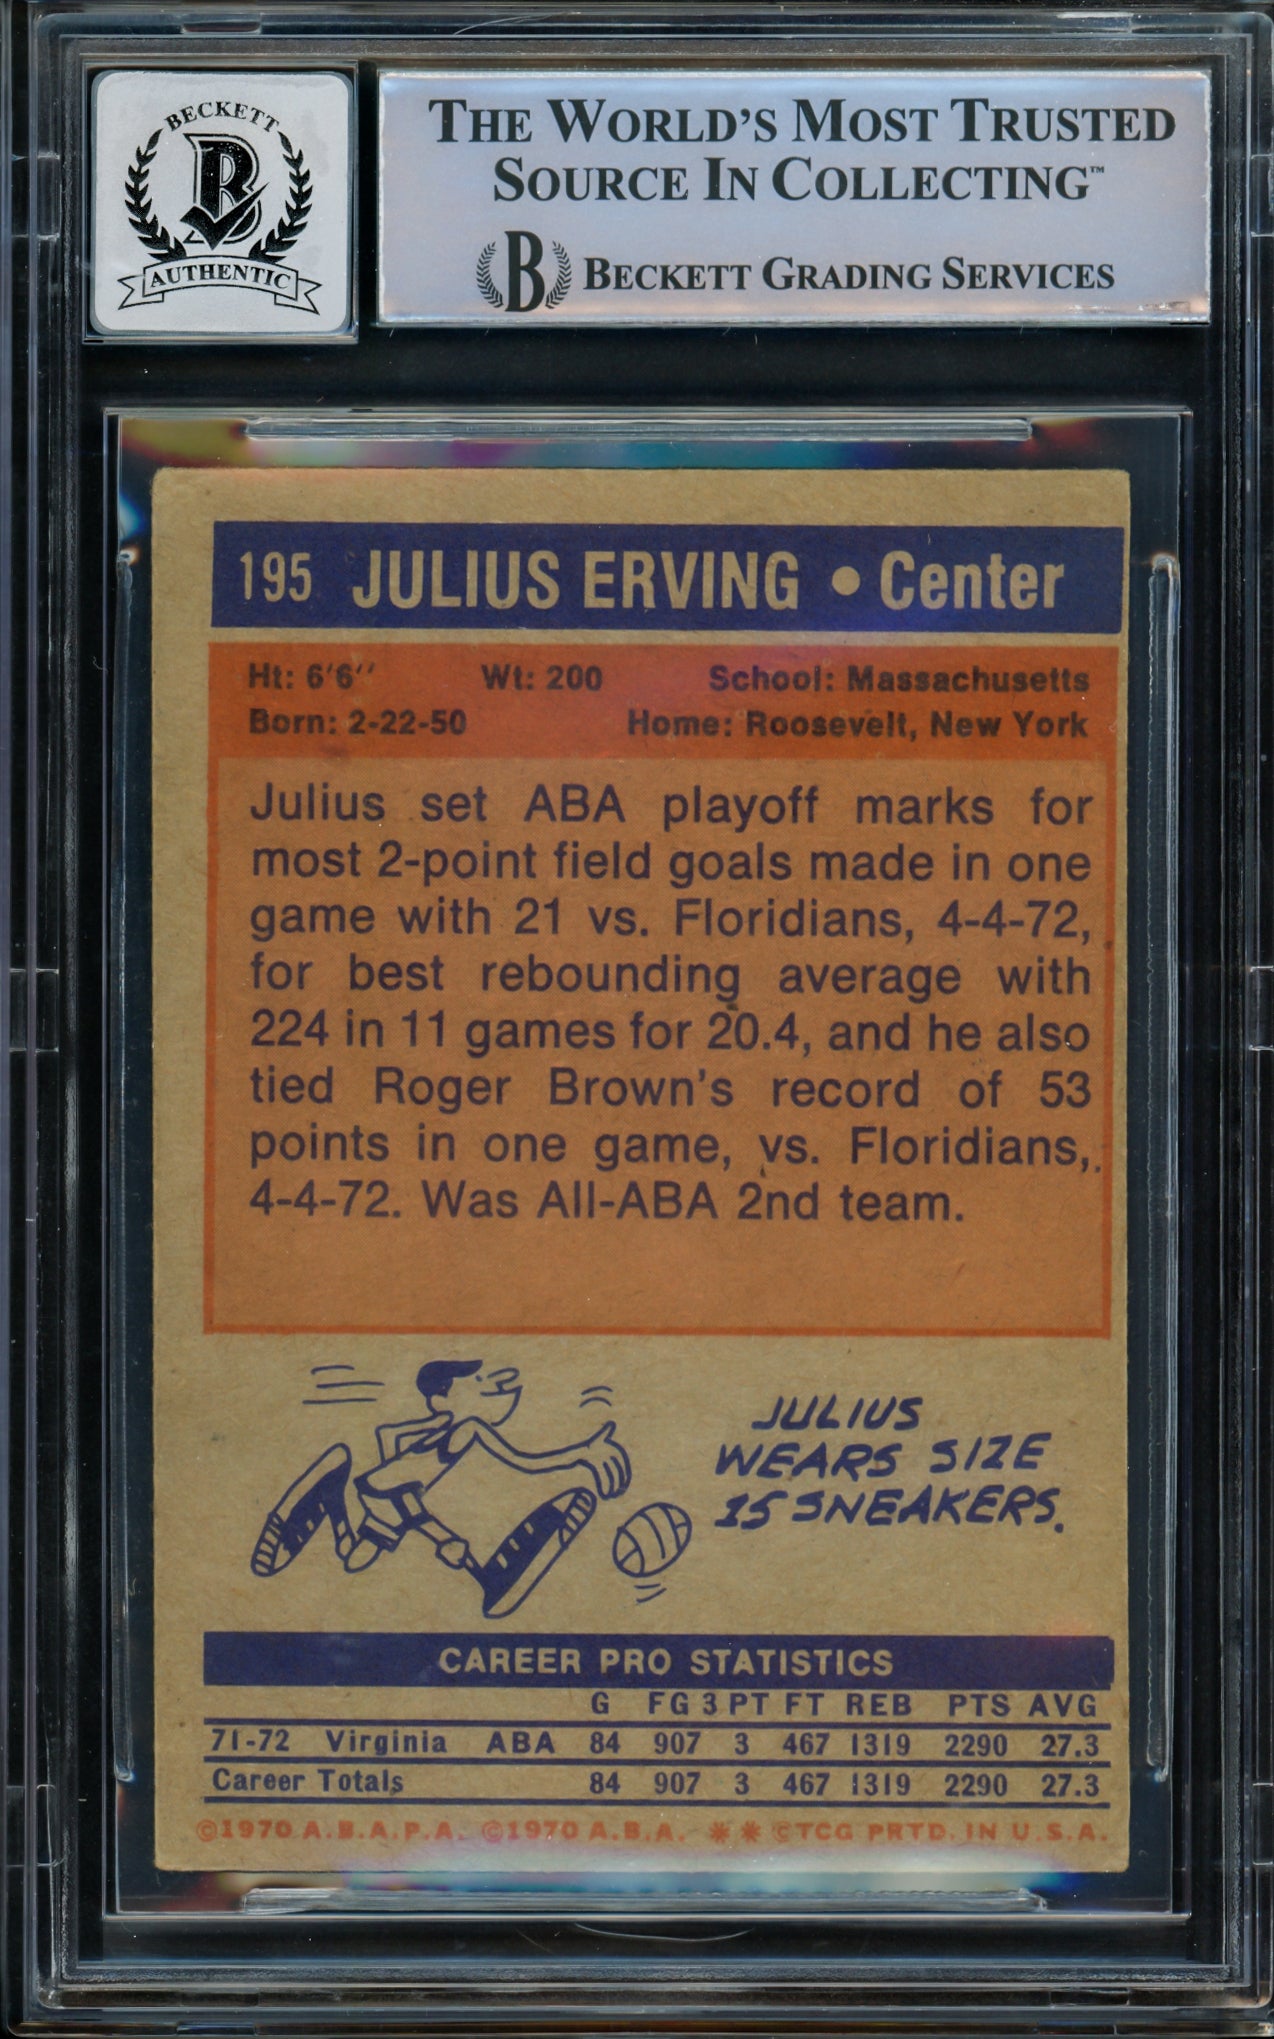 BECKETT
B
AUTHENTIC
THE WORLD'S MOST TRUSTED
SOURCE IN COLLECTING™
B BECKETT GRADING SERVICES
195 JULIUS ERVING • Center
Ht: 6'6'' Wt: 200 School: Massachusetts
Born: 2-22-50 Home: Roosevelt, New York
Julius set ABA playoff marks for
most 2-point field goals made in one
game with 21 vs. Floridians, 4-4-72,
for best rebounding average with
224 in 11 games for 20.4, and he also
tied Roger Brown's record of 53
points in one game, vs. Floridians,
4-4-72. Was All-ABA 2nd team.
JULIUS
WEARS SIZE
15 SNEAKERS.
CAREER PRO STATISTICS
G FG 3 PT FT REB PTS AVG
71-72 Virginia ABA 84 907 3 467 1319 2290 27.3
Career Totals 84 907 3 467 1319 2290 27.3
©1970 A.B.A.P.A. ©1970 A.B.A. ** ©TCG PRTD. IN U.S.A.